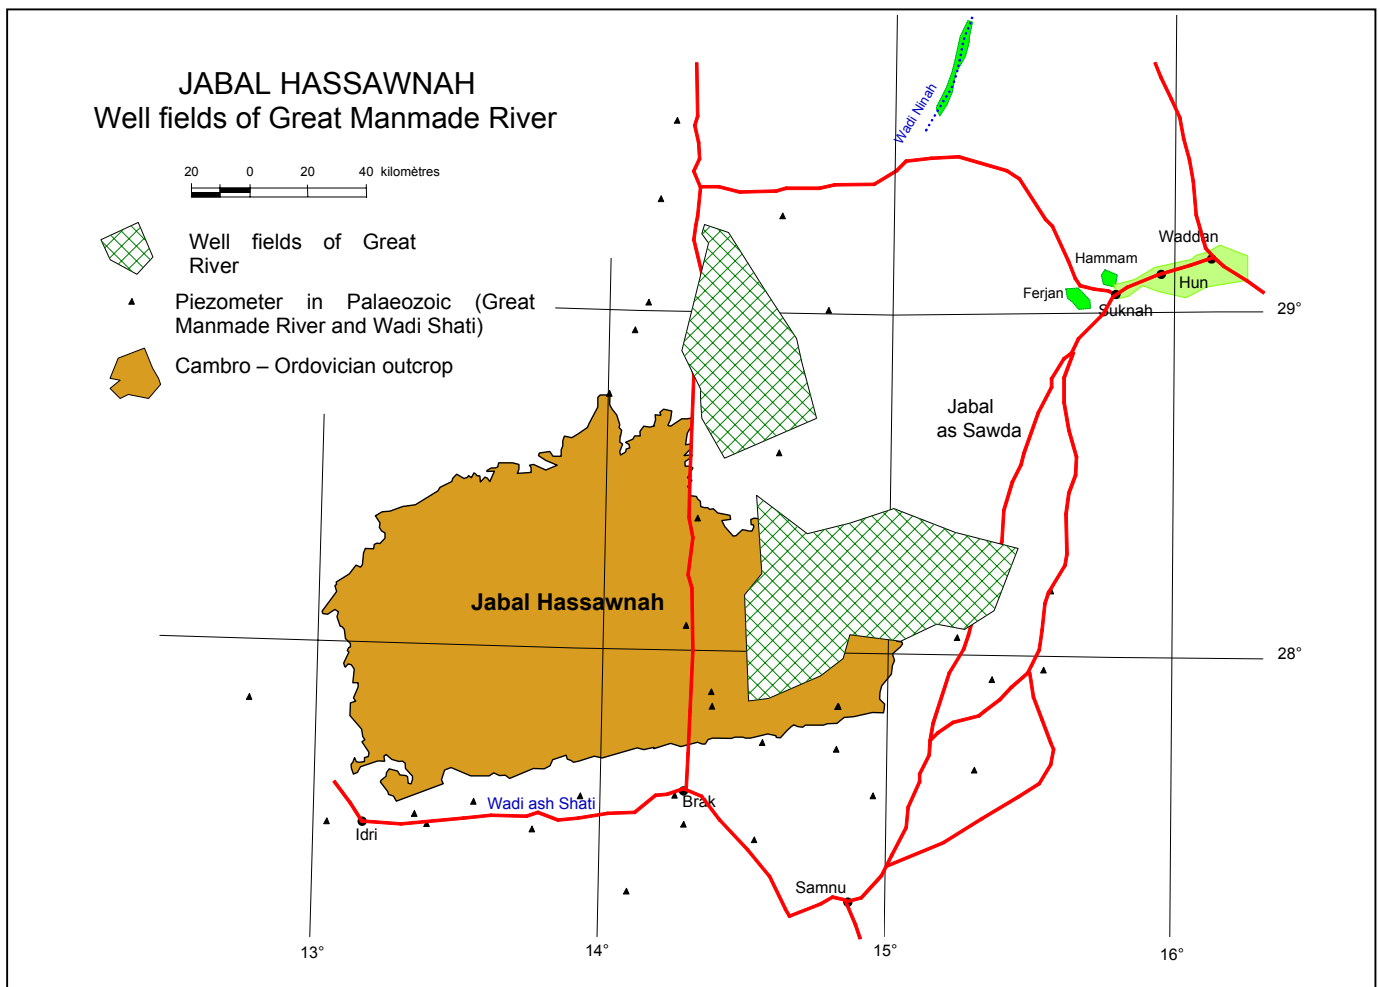 JABAL HASSAWNAH
Well fields of Great Manmade River
20 0 20 40 kilomètres
Well fields of Great
River
Piezometer in Palaeozoic (Great
Manmade River and Wadi Shati)
Cambro – Ordovician outcrop
Wadi Ninah
Waddan
Hammam
Hun
Ferjan
Suknah
29°
Jabal
as Sawda
Jabal Hassawnah
28°
Wadi ash Shati
Brak
Idri
Samnu
13°
14°
15°
16°